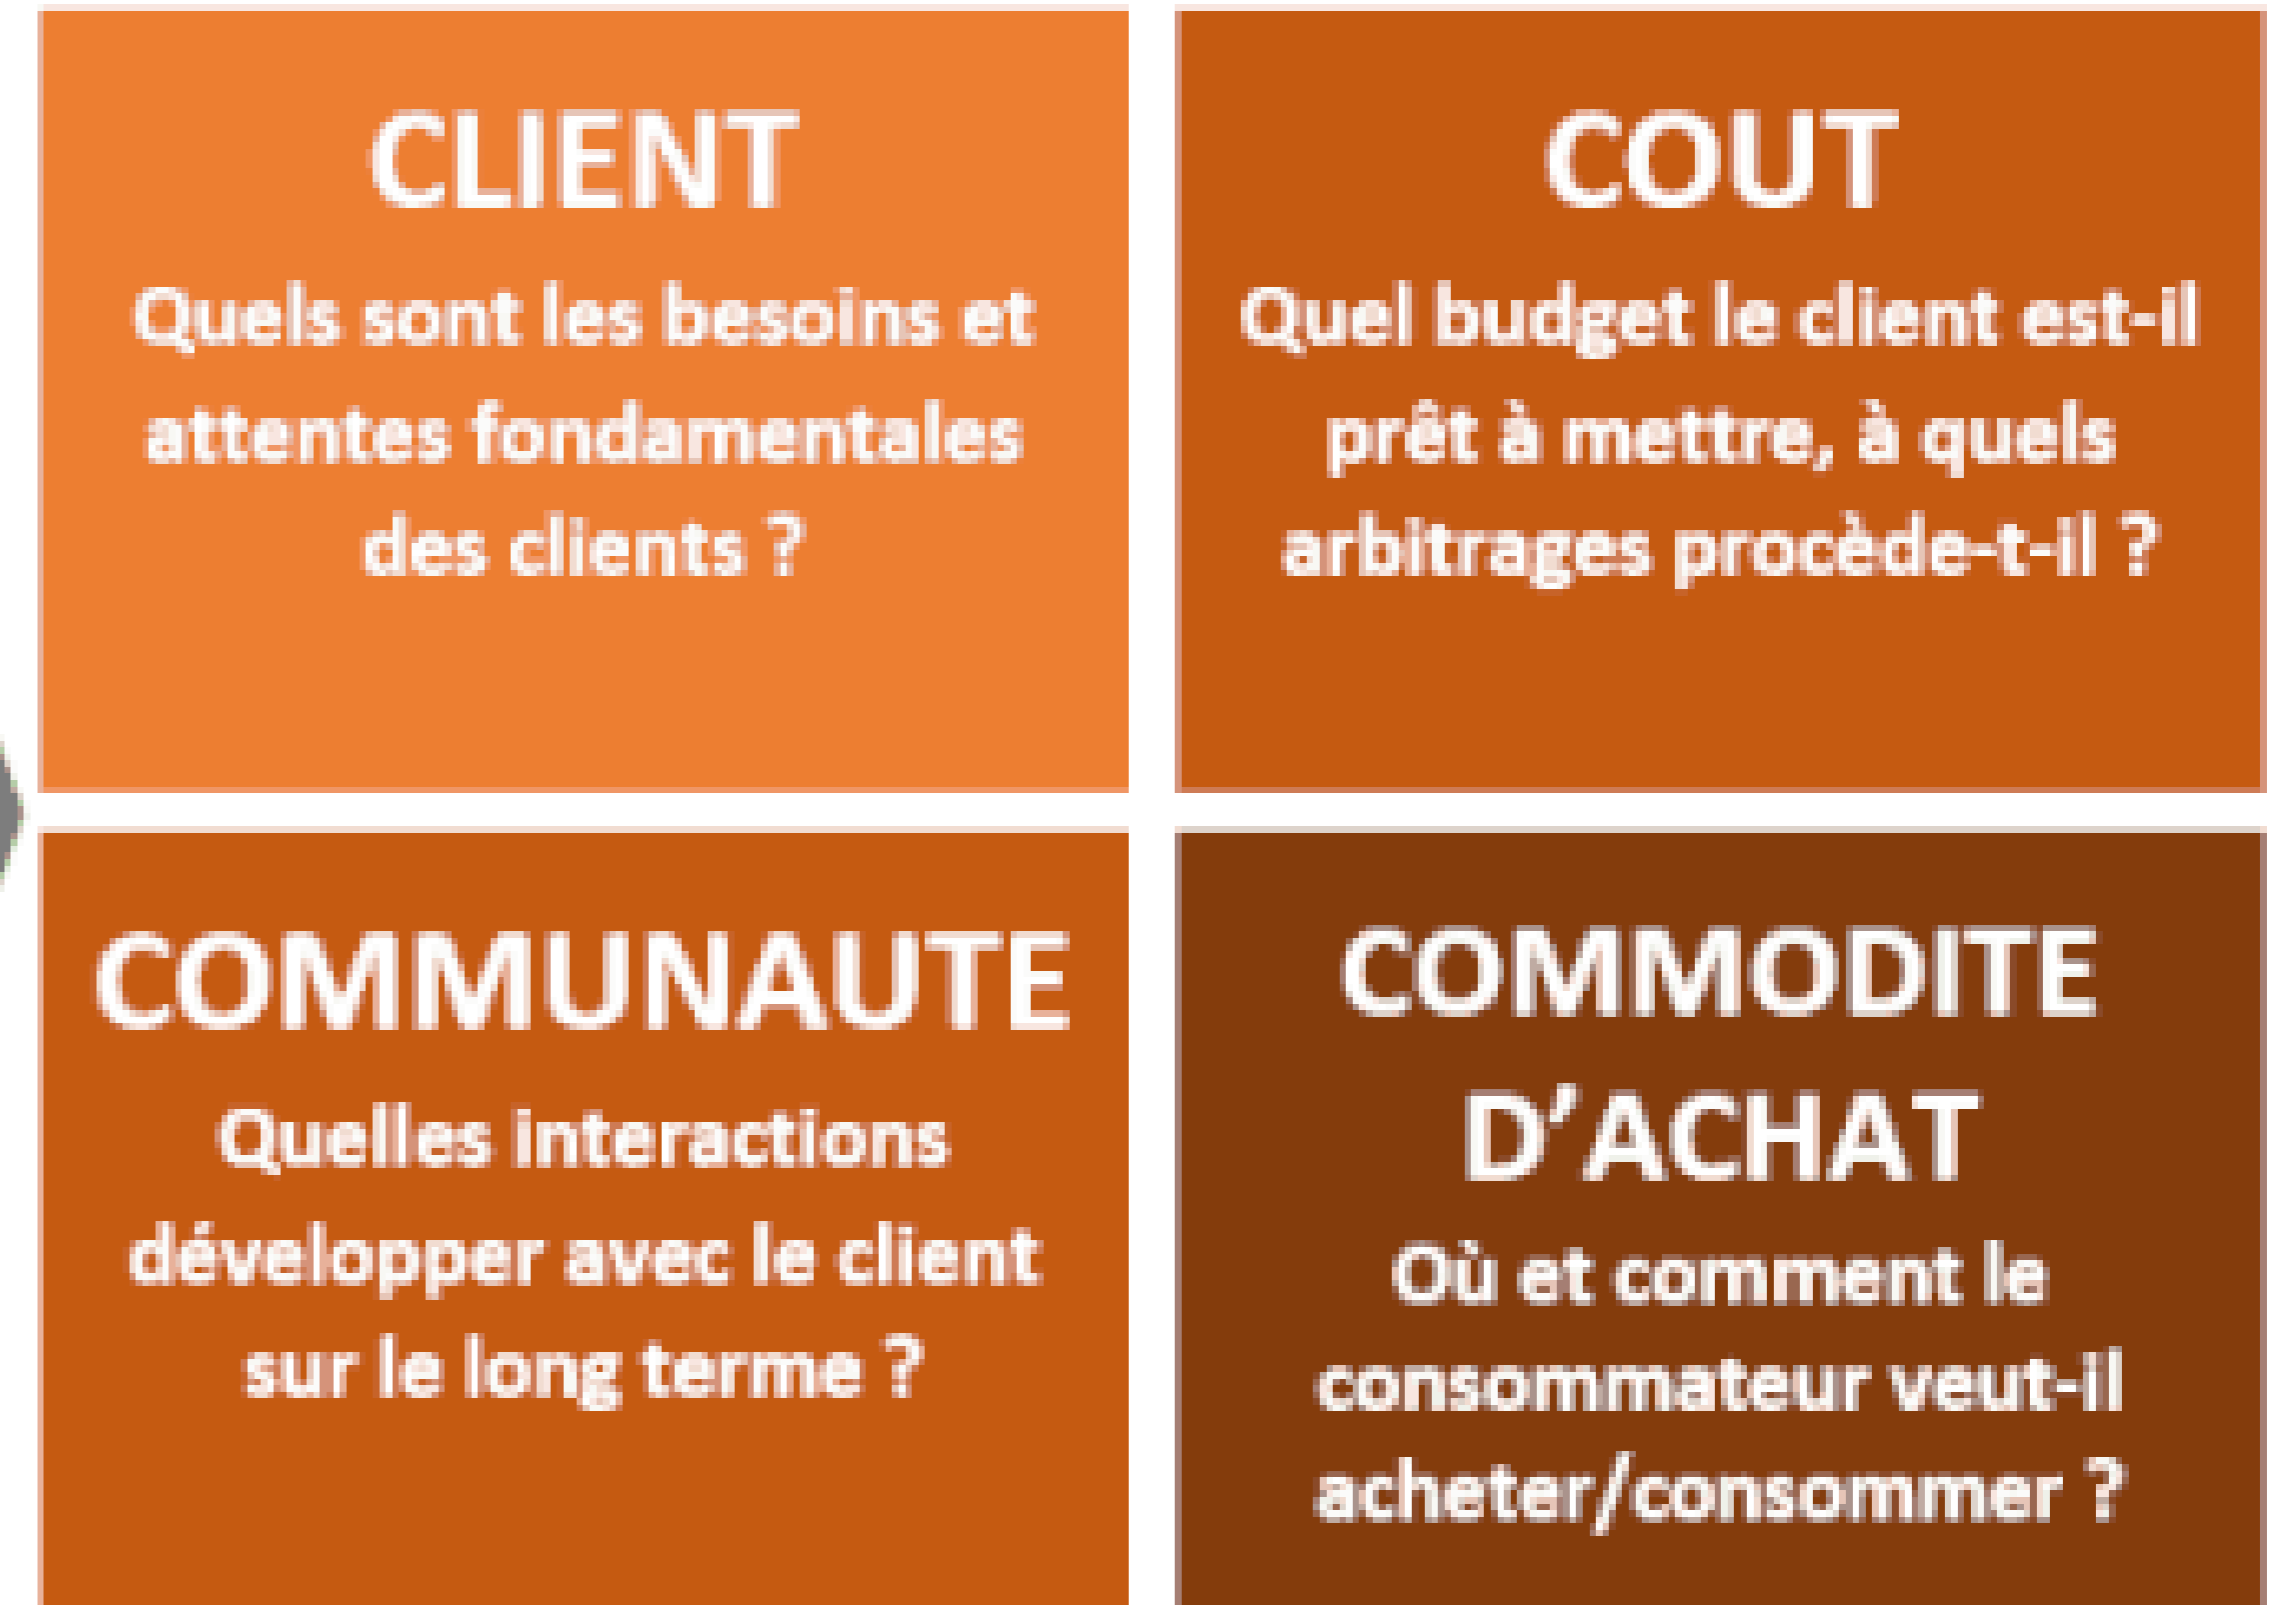 CLIENT
Quels sont les besoins et
attentes fondamentales
des clients ?
COUT
Quel budget le client est-il
prêt à mettre, à quels
arbitrages procède-t-il ?
COMMUNAUTE
Quelles interactions
développer avec le client
sur le long terme ?
COMMODITE
D’ACHAT
Où et comment le
consommateur veut-il
acheter/consommer ?